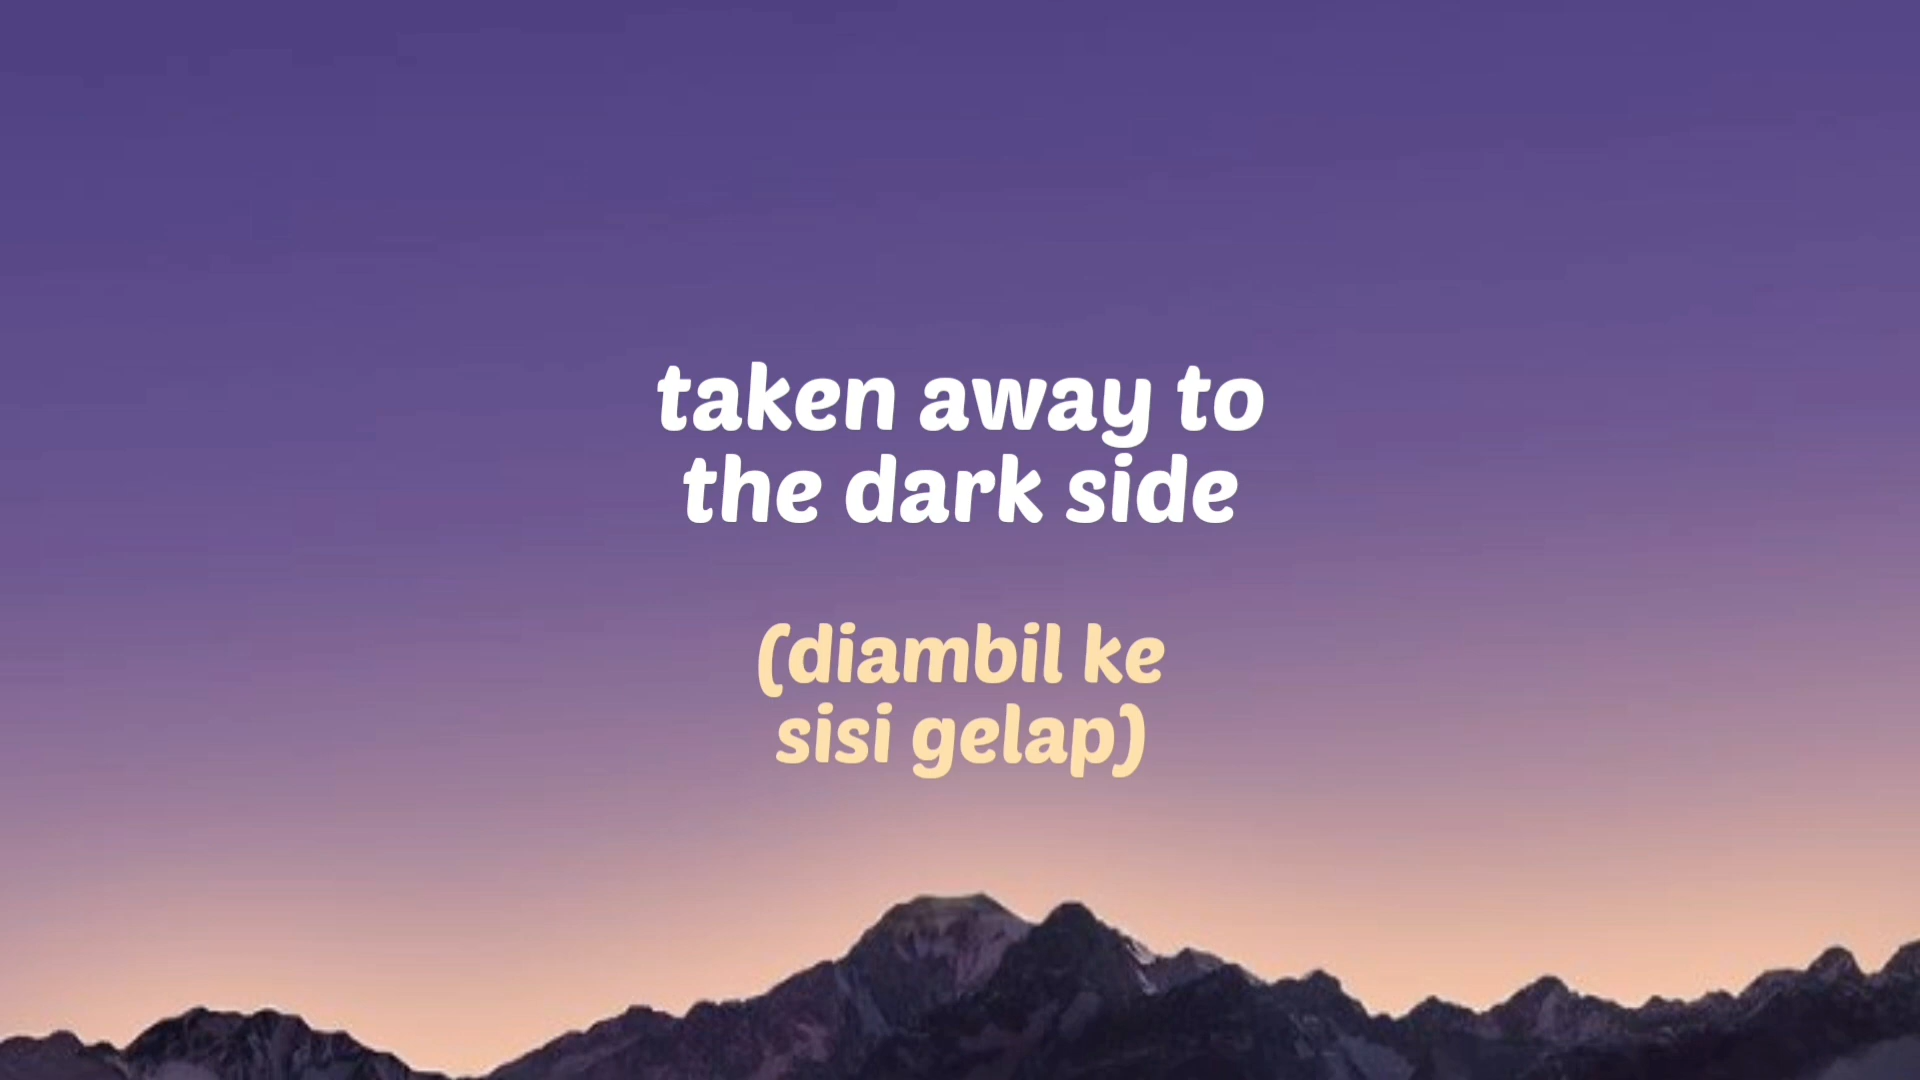 taken away to
the dark side
(diambil ke
sisi gelap)